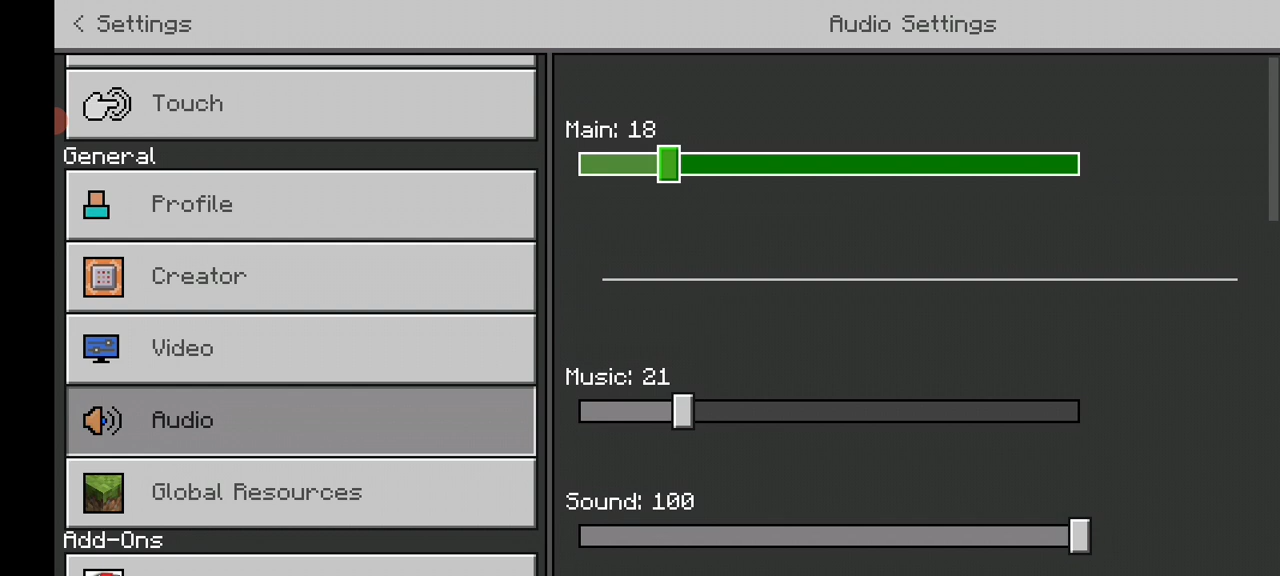 < Settings
Audio Settings
Touch
General
Profile
Creator
Video
Audio
Global Resources
Add-Ons
Main: 18
Music: 21
Sound: 100